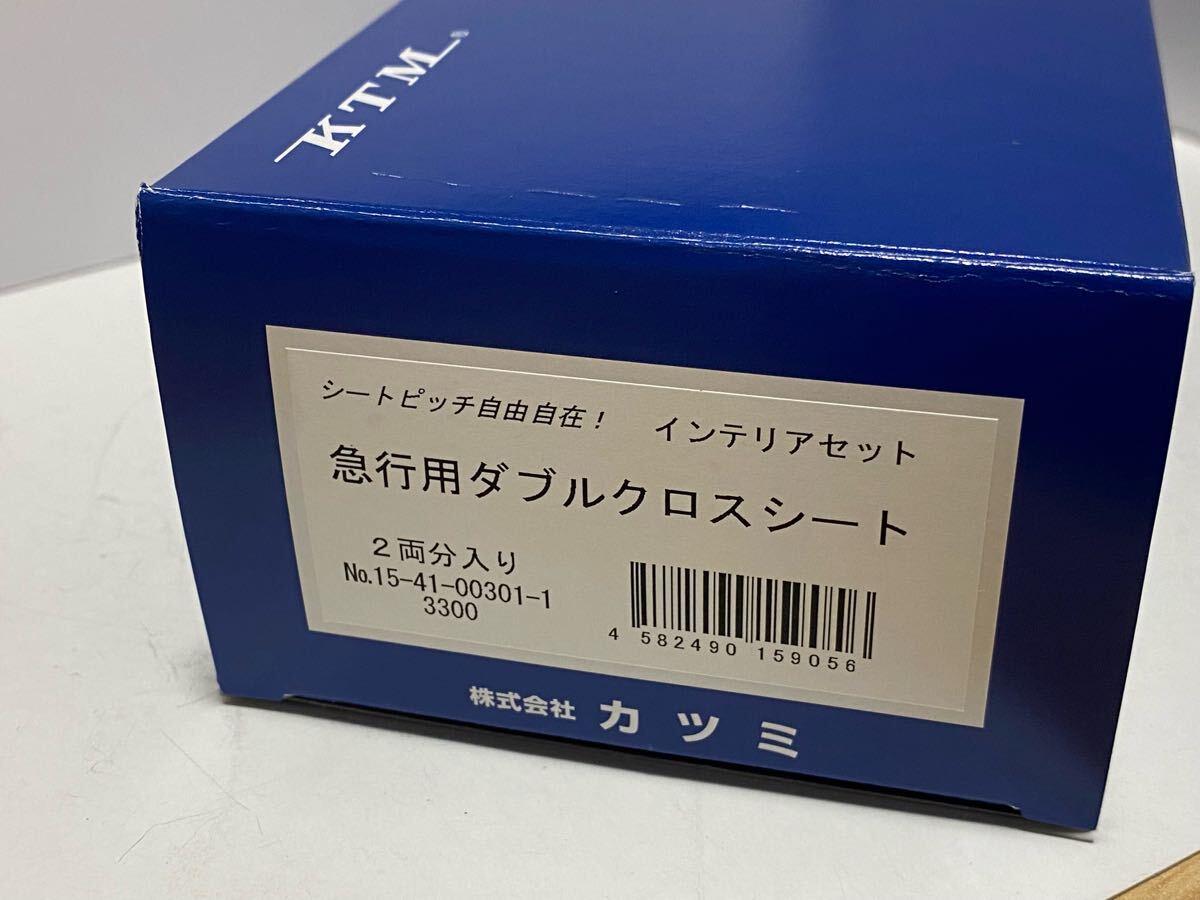 KTM®
シートピッチ自由自在! インテリアセット
急行用ダブルクロスシート
2両分入り
No.15-41-00301-1
3300
4 582490 159056
株式会社 カツミ